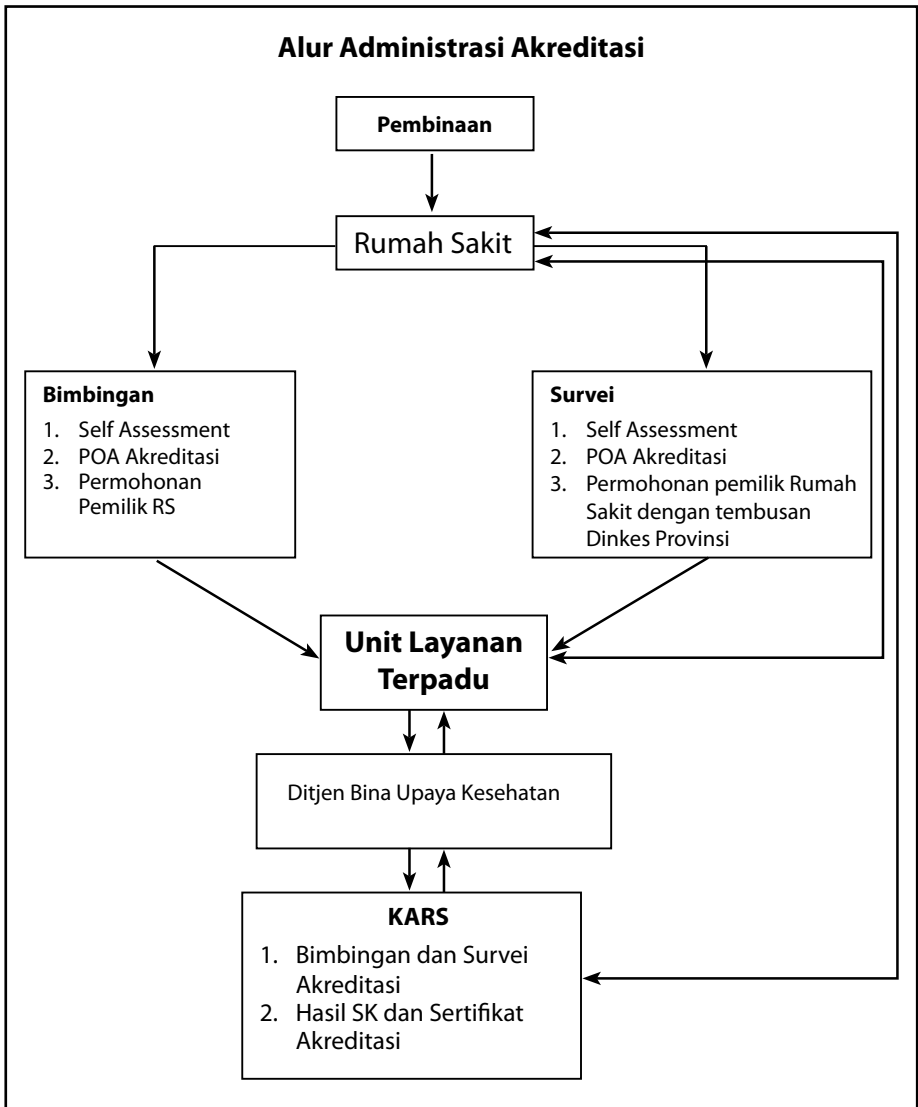 Alur Administrasi Akreditasi
Pembinaan
Rumah Sakit
Bimbingan
1. Self Assessment
2. POA Akreditasi
3. Permohonan
Pemilik RS
Survei
1. Self Assessment
2. POA Akreditasi
3. Permohonan pemilik Rumah
Sakit dengan tembusan
Dinkes Provinsi
Unit Layanan
Terpadu
Ditjen Bina Upaya Kesehatan
KARS
1. Bimbingan dan Survei
Akreditasi
2. Hasil SK dan Sertifikat
Akreditasi